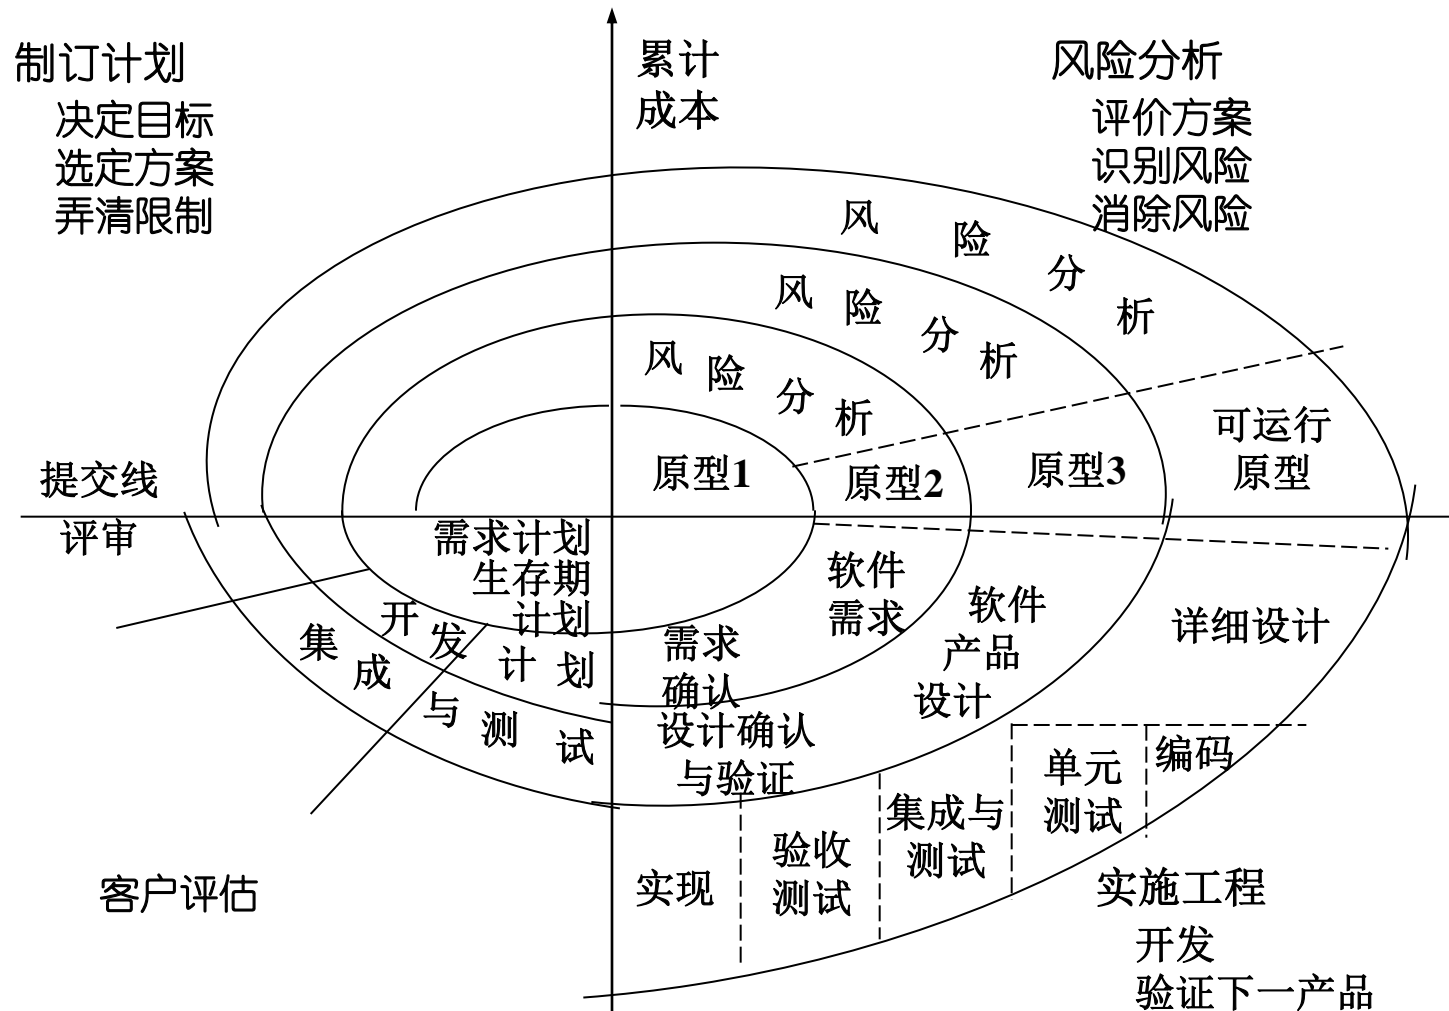 制订计划
决定目标
选定方案
弄清限制
累计
成本
风险分析
评价方案
识别风险
消除风险
风险分析
风险分析
风险分析
原型1
原型2
原型3
可运行
原型
提交线
评审
需求计划
生存期
计划
开发计划
集成与测试
软件
需求
需求
确认
软件
产品
设计
设计确认
与验证
详细设计
编码
单元
测试
集成与
测试
验收
测试
实现
客户评估
实施工程
开发
验证下一产品